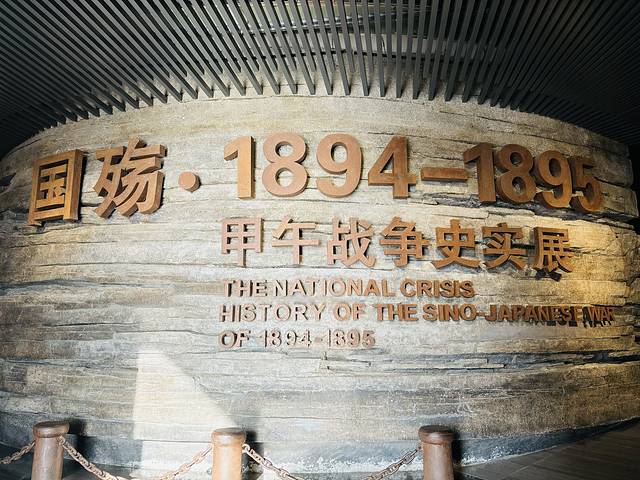 国殇·1894-1895
甲午战争史实展
THE NATIONAL CRISIS
HISTORY OF THE SINO-JAPANESE WAR
OF 1894-1895